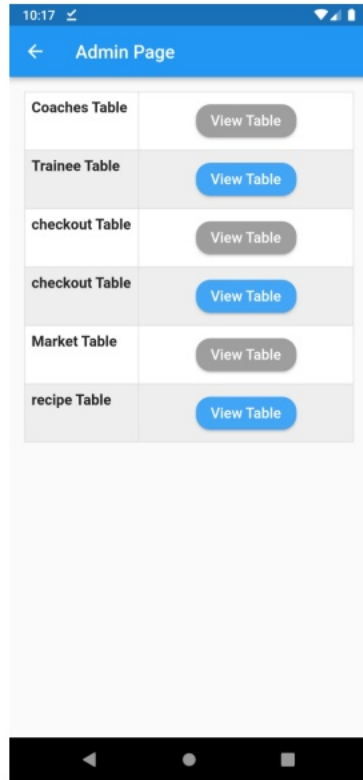 10:17
Admin Page
Coaches Table
View Table
Trainee Table
View Table
checkout Table
View Table
checkout Table
View Table
Market Table
View Table
recipe Table
View Table